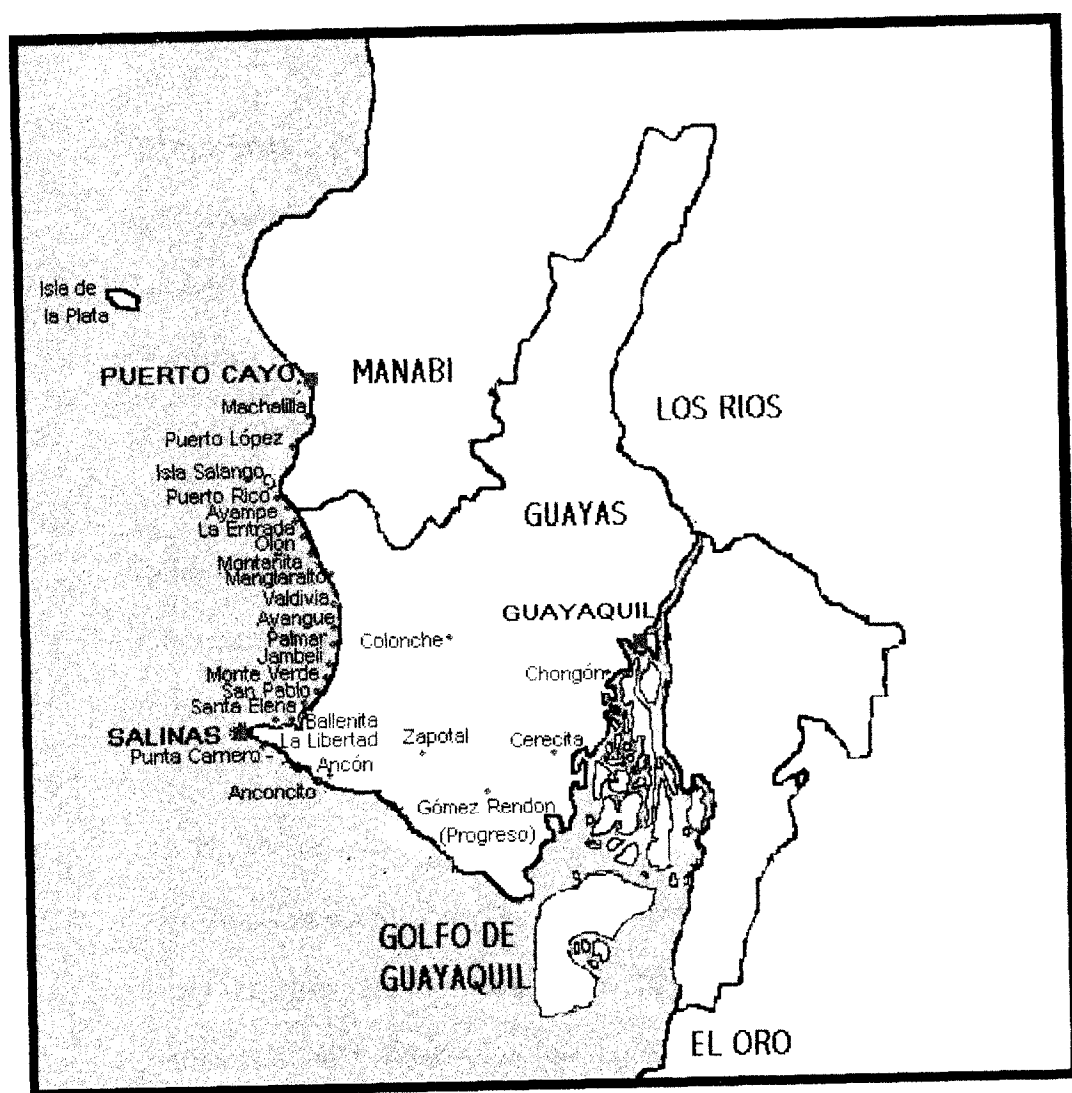 Isla de
la Plata
PUERTO CAYO
MANABI
Machalilla
LOS RIOS
Puerto López
Isla Salango
Puerto Rico
Ayampe
GUAYAS
La Entrada
Olón
Montañita
Manglaralto
Valdivia
GUAYAQUIL
Ayangue
Palmar
Colonche
Jambeli
Monte Verde
Chongón
San Pablo
Santa Elena
Ballenita
SALINAS
La Libertad
Zapotal
Cerecita
Punta Carnero
Ancón
Anconcito
Gómez Rendon
(Progreso)
GOLFO DE
GUAYAQUIL
EL ORO